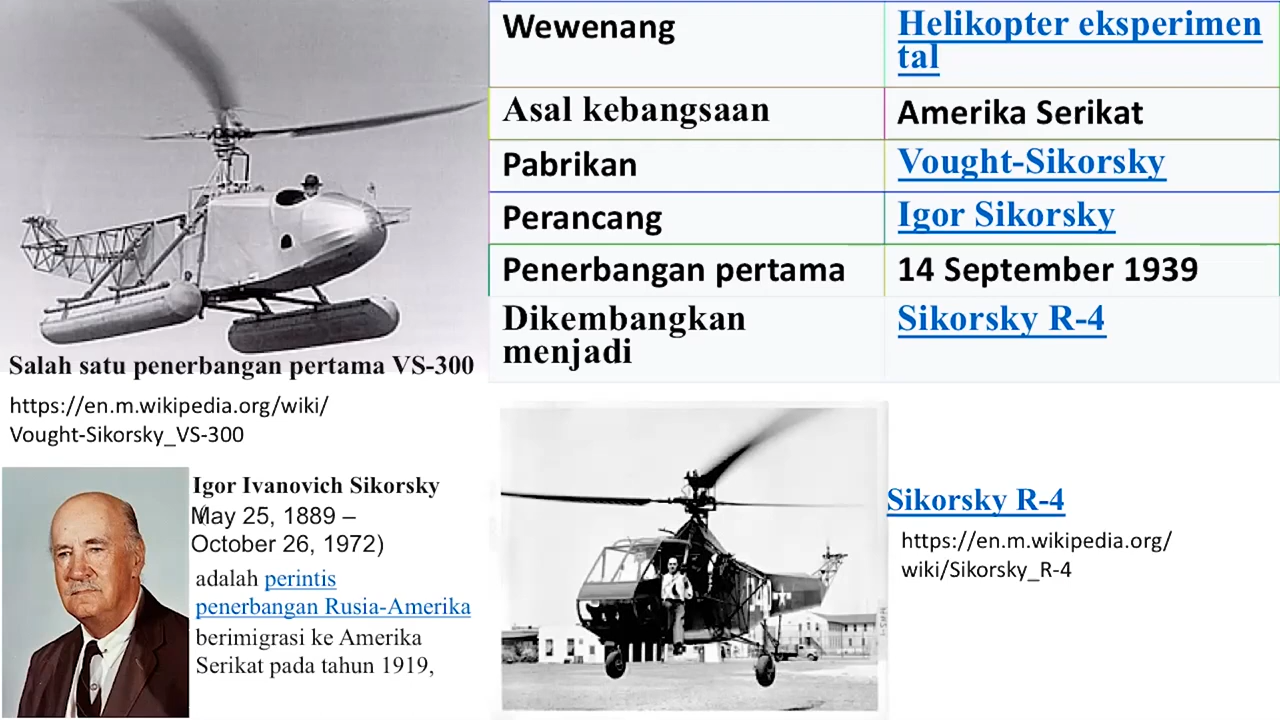 Wewenang
Helikopter eksperimen
tal
Asal kebangsaan
Amerika Serikat
Pabrikan
Vought-Sikorsky
Perancang
Igor Sikorsky
Penerbangan pertama
14 September 1939
Dikembangkan
menjadi
Sikorsky R-4
Salah satu penerbangan pertama VS-300
https://en.m.wikipedia.org/wiki/
Vought-Sikorsky_VS-300
Igor Ivanovich Sikorsky
May 25, 1889 –
October 26, 1972)
adalah perintis
penerbangan Rusia-Amerika
berimigrasi ke Amerika
Serikat pada tahun 1919,
Sikorsky R-4
https://en.m.wikipedia.org/
wiki/Sikorsky_R-4